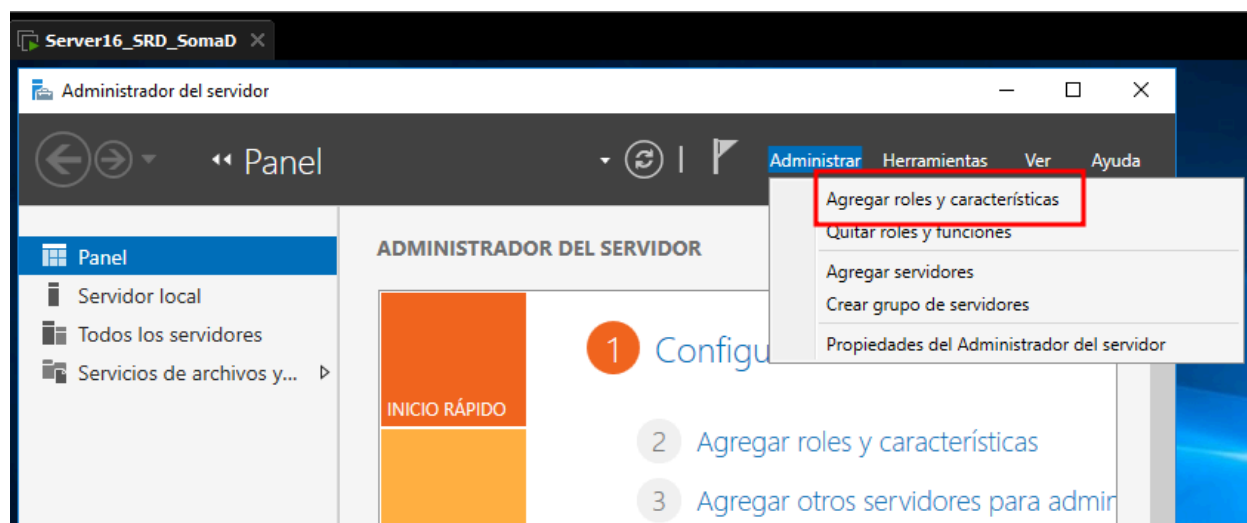 Server16_SRD_SomaD
Administrador del servidor
Panel
Administrar Herramientas Ver Ayuda
Agregar roles y características
Quitar roles y funciones
Agregar servidores
Crear grupo de servidores
Propiedades del Administrador del servidor
Panel
Servidor local
Todos los servidores
Servicios de archivos y...
ADMINISTRADOR DEL SERVIDOR
INICIO RÁPIDO
1 Configu
2 Agregar roles y características
3 Agregar otros servidores para admir